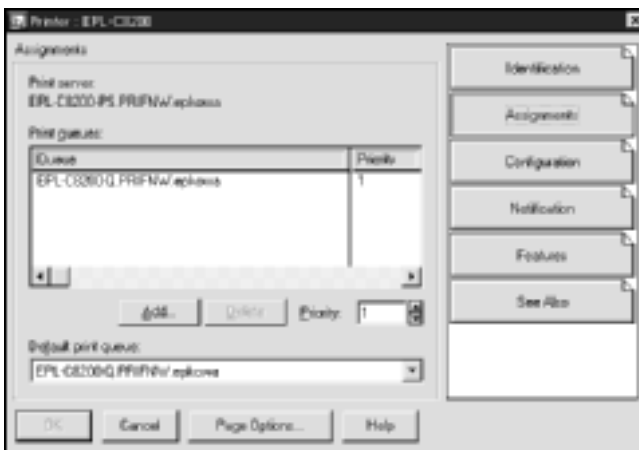 Printer : EPL-C8200
Assignments
Print server:
EPL-C8200-PS.PRIFNW.epkowa
Print queues:
Queue Priority
EPL-C8200-Q.PRIFNW.epkowa 1
Add... Delete Priority: 1
Default print queue:
EPL-C8200-Q.PRIFNW.epkowa
OK Cancel Page Options... Help
Identification
Assignments
Configuration
Notification
Features
See Also